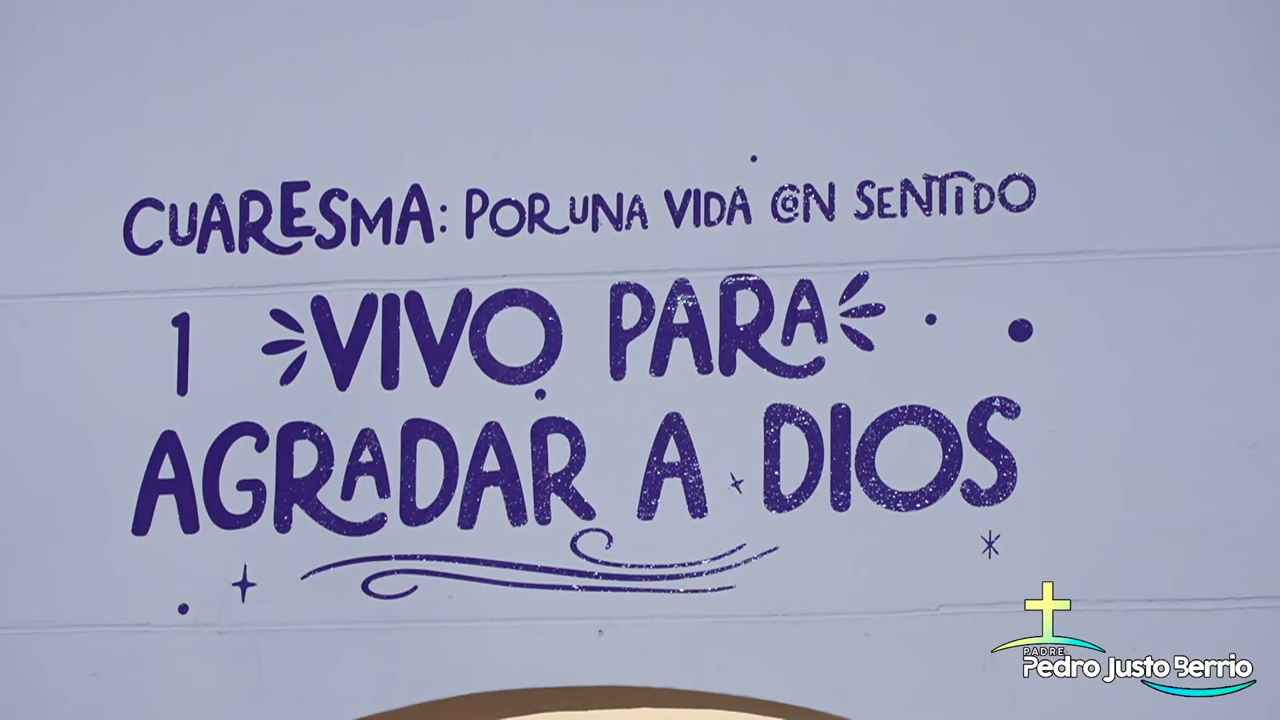 CUARESMA: POR UNA VIDA CON SENTIDO
1 VIVO PARA
AGRADAR A DIOS
PADRE
Pedro Justo Berrio